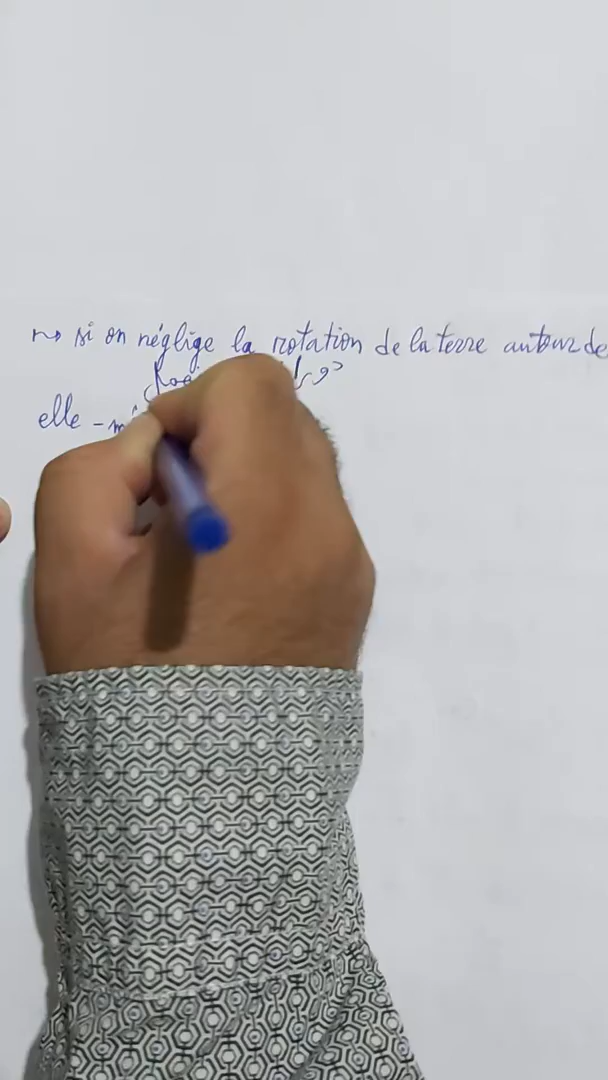 si on néglige la rotation de la terre autour de
elle - m